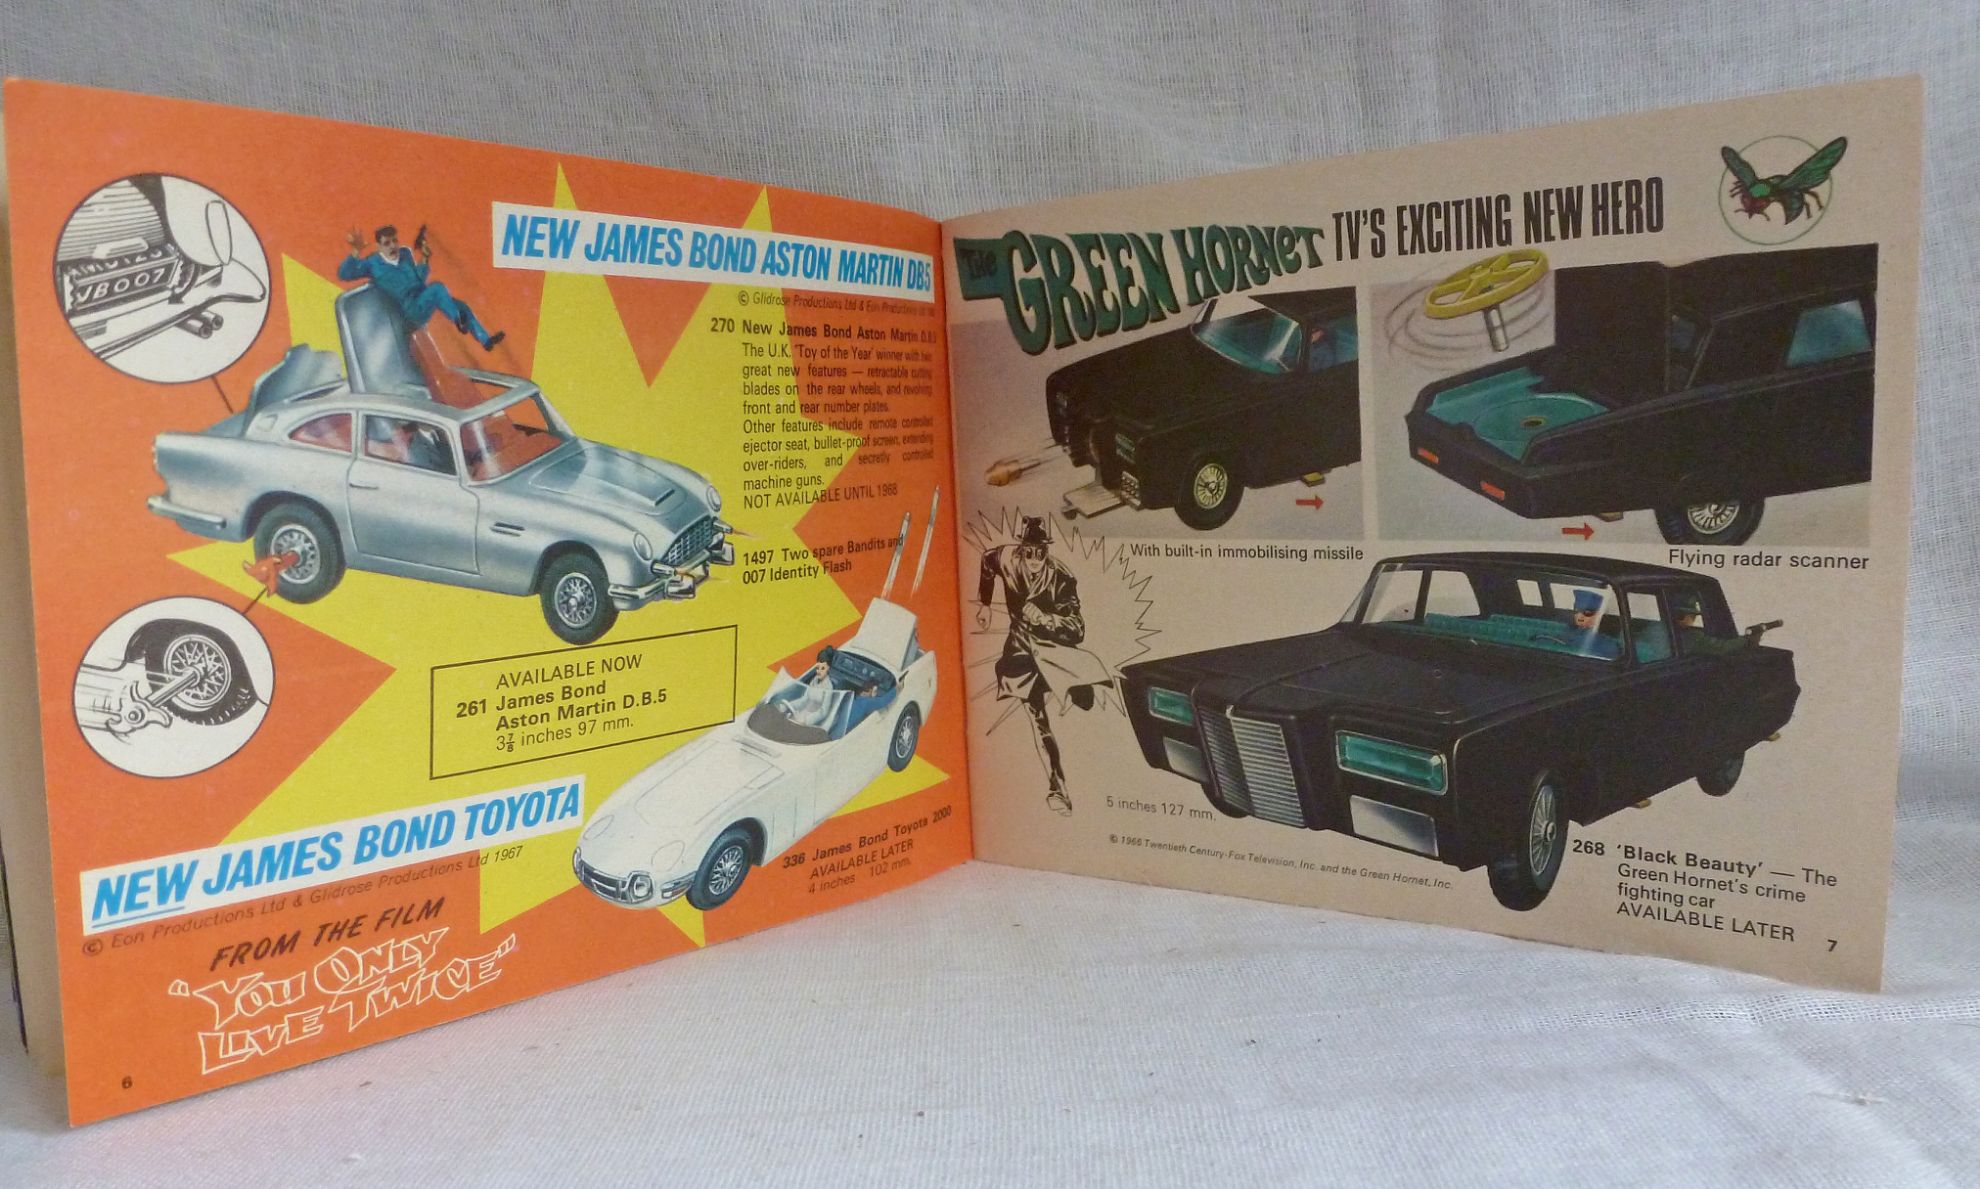 VB 007
NEW JAMES BOND ASTON MARTIN DB5
© Glidrose Productions Ltd & Eon Productions Ltd
270 New James Bond Aston Martin D.B.5
The U.K. 'Toy of the Year' winner with two
great new features — retractable cutting
blades on the rear wheels, and revolving
front and rear number plates.
Other features include remote controlled
ejector seat, bullet-proof screen, extending
over-riders, and secretly controlled
machine guns.
NOT AVAILABLE UNTIL 1968
1497 Two spare Bandits and
007 Identity Flash
AVAILABLE NOW
261 James Bond
Aston Martin D.B.5
3⅞ inches 97 mm.
NEW JAMES BOND TOYOTA
© Eon Productions Ltd & Glidrose Productions Ltd 1967
FROM THE FILM
"YOU ONLY
LIVE TWICE"
336 James Bond Toyota 2000
AVAILABLE LATER
4 inches 102 mm.
6
The GREEN HORNET TV'S EXCITING NEW HERO
With built-in immobilising missile
Flying radar scanner
5 inches 127 mm.
© 1966 Twentieth Century-Fox Television, Inc. and the Green Hornet, Inc.
268 'Black Beauty' — The
Green Hornet's crime
fighting car
AVAILABLE LATER
7